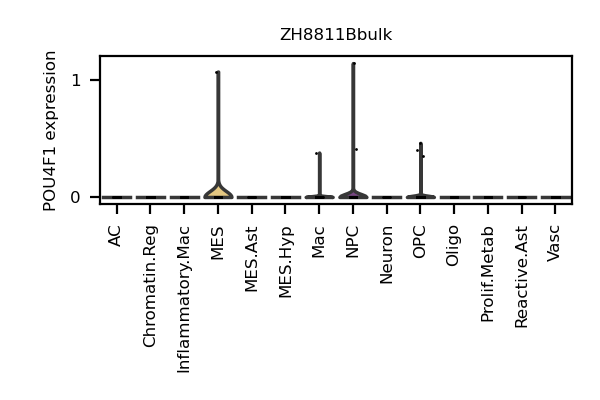 ZH8811Bbulk
POU4F1 expression
1
0
AC
Chromatin.Reg
Inflammatory.Mac
MES
MES.Ast
MES.Hyp
Mac
NPC
Neuron
OPC
Oligo
Prolif.Metab
Reactive.Ast
Vasc